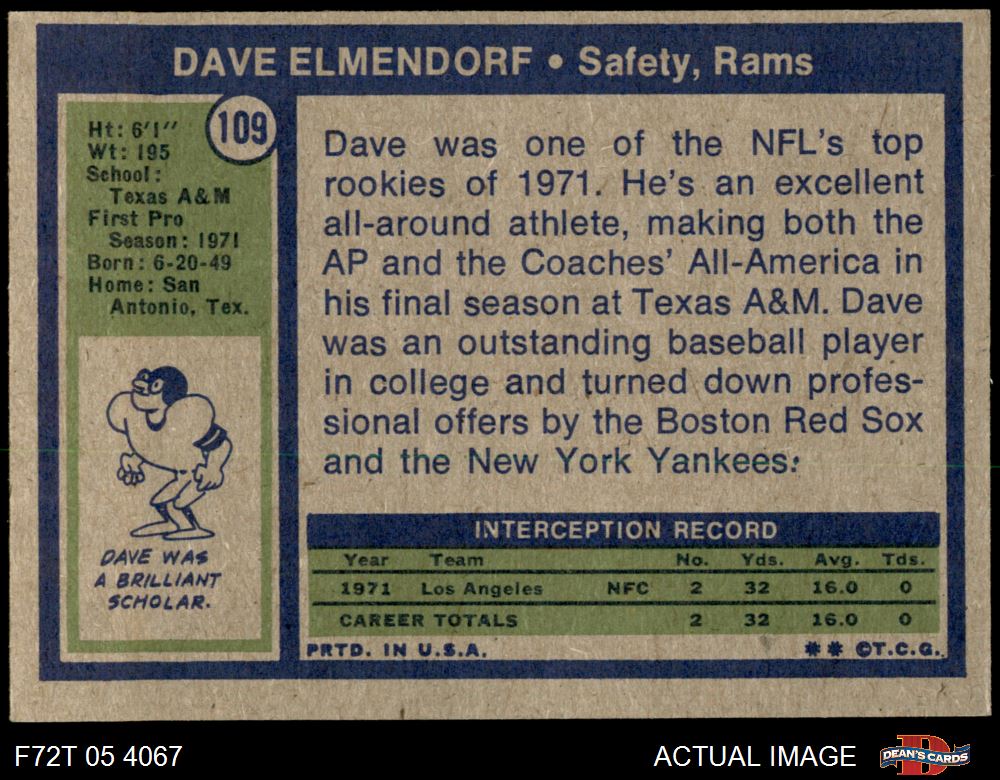 DAVE ELMENDORF • Safety, Rams
109
Ht: 6'1"
Wt: 195
School:
Texas A&M
First Pro
Season: 1971
Born: 6-20-49
Home: San
Antonio, Tex.
DAVE WAS
A BRILLIANT
SCHOLAR.
Dave was one of the NFL's top
rookies of 1971. He's an excellent
all-around athlete, making both the
AP and the Coaches' All-America in
his final season at Texas A&M. Dave
was an outstanding baseball player
in college and turned down profes-
sional offers by the Boston Red Sox
and the New York Yankees.
INTERCEPTION RECORD
Year Team No. Yds. Avg. Tds.
1971 Los Angeles NFC 2 32 16.0 0
CAREER TOTALS 2 32 16.0 0
PRTD. IN U.S.A. ** ©T.C.G.
F72T 05 4067 ACTUAL IMAGE DEAN'S CARDS